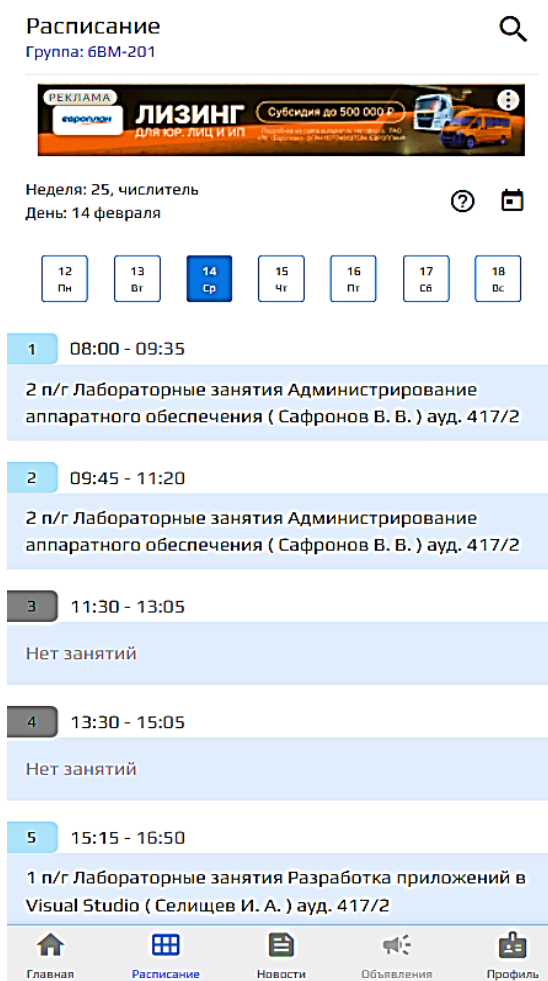 Расписание
Группа: 6ВМ-201
РЕКЛАМА
европлан
ЛИЗИНГ
ДЛЯ ЮР. ЛИЦ И ИП
Субсидия до 500 000 ₽
Неделя: 25, числитель
День: 14 февраля
12 13 14 15 16 17 18
Пн Вт Ср Чт Пт Сб Вс
1 08:00 - 09:35
2 п/г Лабораторные занятия Администрирование
аппаратного обеспечения ( Сафронов В. В. ) ауд. 417/2
2 09:45 - 11:20
2 п/г Лабораторные занятия Администрирование
аппаратного обеспечения ( Сафронов В. В. ) ауд. 417/2
3 11:30 - 13:05
Нет занятий
4 13:30 - 15:05
Нет занятий
5 15:15 - 16:50
1 п/г Лабораторные занятия Разработка приложений в
Visual Studio ( Селищев И. А. ) ауд. 417/2
Главная Расписание Новости Объявления Профиль